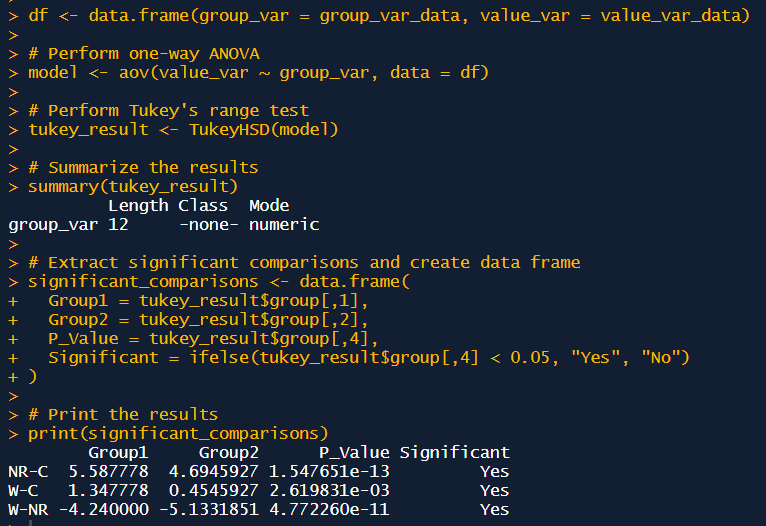 > df <- data.frame(group_var = group_var_data, value_var = value_var_data)
>
> # Perform one-way ANOVA
> model <- aov(value_var ~ group_var, data = df)
>
> # Perform Tukey's range test
> tukey_result <- TukeyHSD(model)
>
> # Summarize the results
> summary(tukey_result)
          Length Class  Mode
group_var 12     -none- numeric
>
> # Extract significant comparisons and create data frame
> significant_comparisons <- data.frame(
+   Group1 = tukey_result$group[,1],
+   Group2 = tukey_result$group[,2],
+   P_Value = tukey_result$group[,4],
+   Significant = ifelse(tukey_result$group[,4] < 0.05, "Yes", "No")
+ )
>
> # Print the results
> print(significant_comparisons)
        Group1     Group2      P_Value Significant
NR-C  5.587778  4.6945927 1.547651e-13         Yes
W-C   1.347778  0.4545927 2.619831e-03         Yes
W-NR -4.240000 -5.1331851 4.772260e-11         Yes